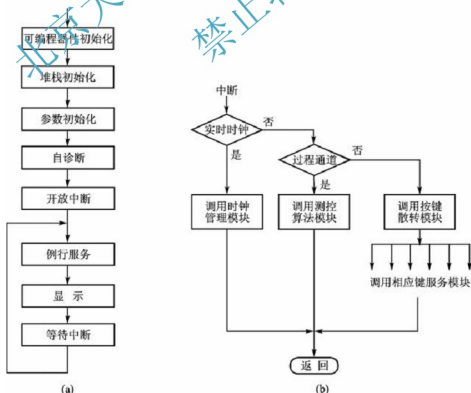 可编程器件初始化
堆栈初始化
参数初始化
自诊断
开放中断
例行服务
显 示
等待中断
(a)
中断
实时时钟
否
是
过程通道
否
是
调用时钟
管理模块
调用测控
算法模块
调用按键
散转模块
调用相应键服务模块
返 回
(b)
北京
禁止